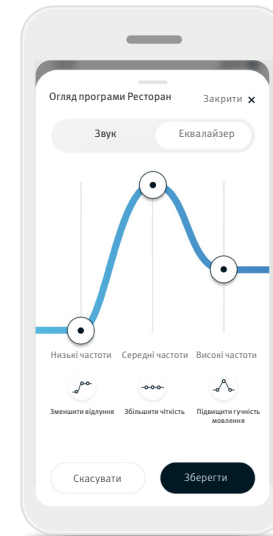 Огляд програми Ресторан
Закрити ×
Звук
Еквалайзер
Низькі частоти
Середні частоти
Високі частоти
Зменшити відлуння
Збільшити чіткість
Підвищити гучність
мовлення
Скасувати
Зберегти